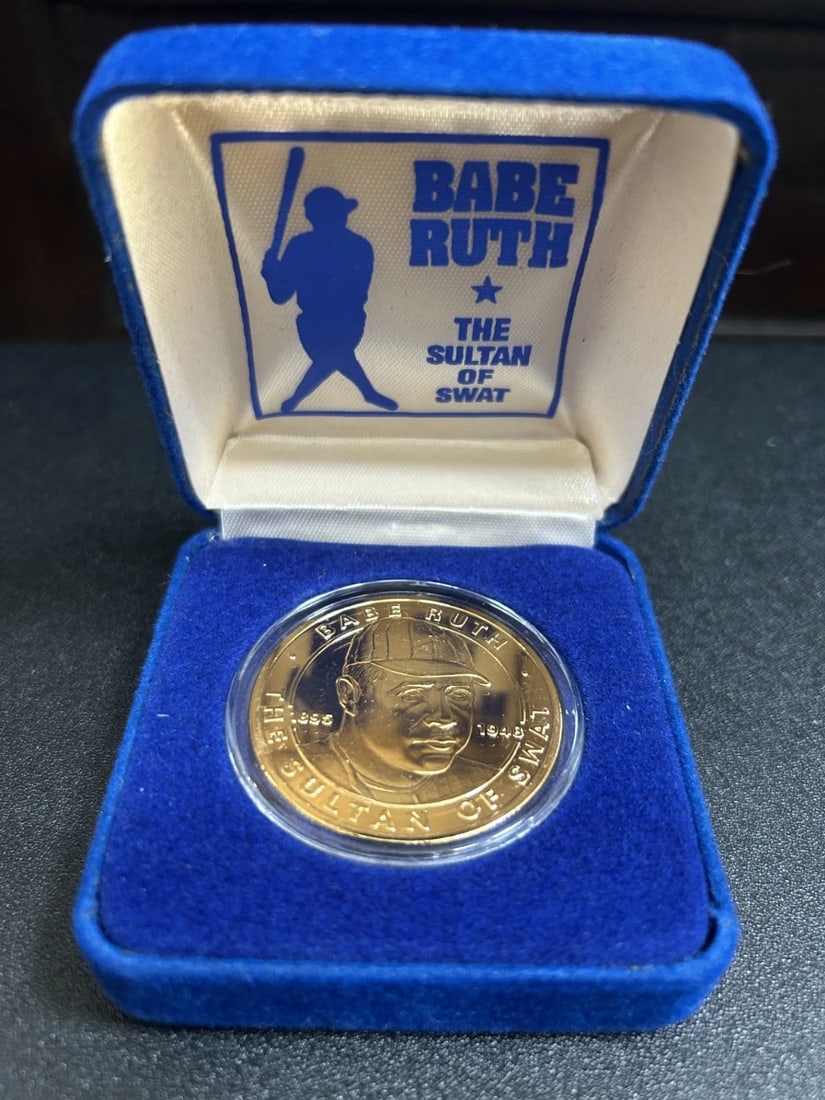 BABE
RUTH
THE
SULTAN
OF
SWAT
BABE RUTH
1895
1948
THE SULTAN OF SWAT